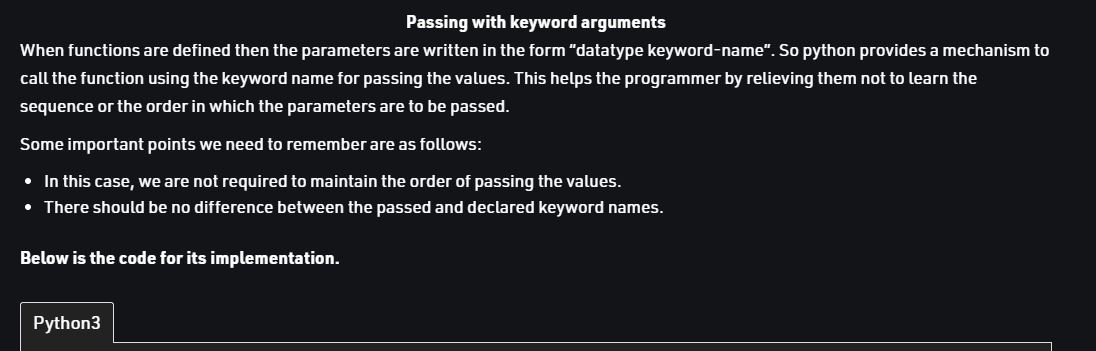 Passing with keyword arguments
When functions are defined then the parameters are written in the form “datatype keyword-name”. So python provides a mechanism to
call the function using the keyword name for passing the values. This helps the programmer by relieving them not to learn the
sequence or the order in which the parameters are to be passed.
Some important points we need to remember are as follows:
• In this case, we are not required to maintain the order of passing the values.
• There should be no difference between the passed and declared keyword names.
Below is the code for its implementation.
Python3